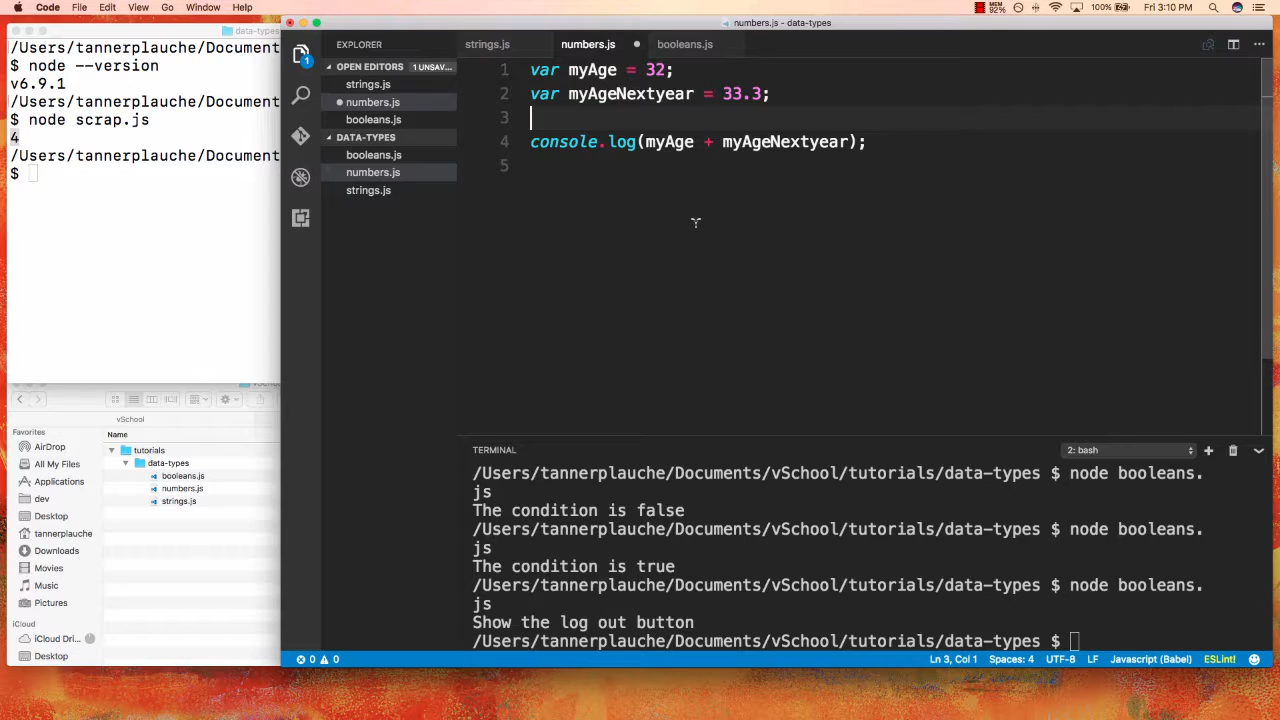 Code File Edit View Go Window Help
MEM 92% 100% Fri 3:10 PM
data-types
/Users/tannerplauche/Document
$ node --version
v6.9.1
/Users/tannerplauche/Document
$ node scrap.js
4
/Users/tannerplauche/Document
$
numbers.js - data-types
EXPLORER
OPEN EDITORS 1 UNSAV...
strings.js
numbers.js
booleans.js
DATA-TYPES
booleans.js
numbers.js
strings.js
1
strings.js numbers.js booleans.js
1 var myAge = 32;
2 var myAgeNextyear = 33.3;
3
4 console.log(myAge + myAgeNextyear);
5
TERMINAL 2: bash
/Users/tannerplauche/Documents/vSchool/tutorials/data-types $ node booleans.
js
The condition is false
/Users/tannerplauche/Documents/vSchool/tutorials/data-types $ node booleans.
js
The condition is true
/Users/tannerplauche/Documents/vSchool/tutorials/data-types $ node booleans.
js
Show the log out button
/Users/tannerplauche/Documents/vSchool/tutorials/data-types $
0 0 Ln 3, Col 1 Spaces: 4 UTF-8 LF Javascript (Babel) ESLint!
vSchool
Favorites
AirDrop
All My Files
Applications
dev
Desktop
tannerplauche
Downloads
Movies
Music
Pictures
iCloud
iCloud Dri...
Desktop
Name
tutorials
data-types
booleans.js
numbers.js
strings.js